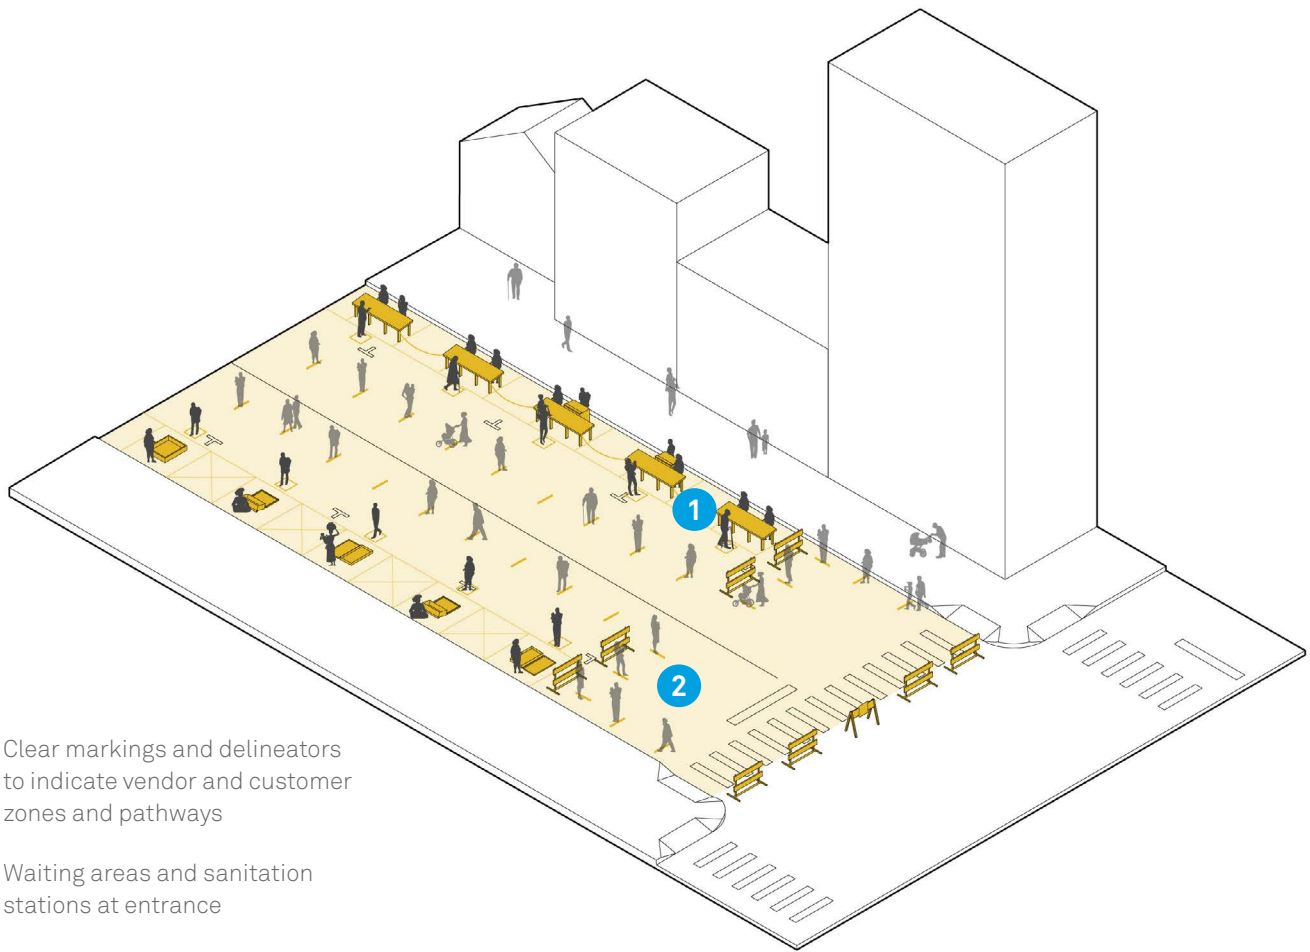 1
2
Clear markings and delineators
to indicate vendor and customer
zones and pathways
Waiting areas and sanitation
stations at entrance